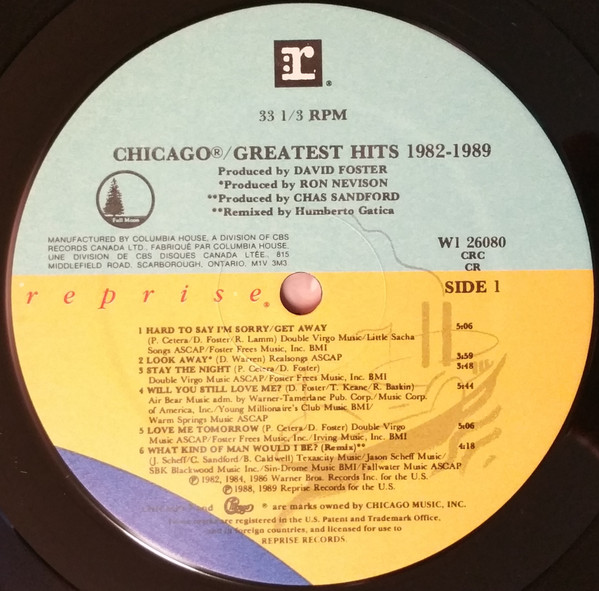 r®
33 1/3 RPM
CHICAGO®/GREATEST HITS 1982-1989
Produced by DAVID FOSTER
*Produced by RON NEVISON
**Produced by CHAS SANDFORD
**Remixed by Humberto Gatica
Full Moon
MANUFACTURED BY COLUMBIA HOUSE, A DIVISION OF CBS
RECORDS CANADA LTD., FABRIQUÉ PAR COLUMBIA HOUSE,
UNE DIVISION DE CBS DISQUES CANADA LTÉE., 815
MIDDLEFIELD ROAD, SCARBOROUGH, ONTARIO. M1V 3M3
W1 26080
CRC
CR
SIDE 1
reprise®
1 HARD TO SAY I'M SORRY/GET AWAY 5:06
(P. Cetera/D. Foster/R. Lamm) Double Virgo Music/Little Sacha
Songs ASCAP/Foster Frees Music, Inc. BMI
2 LOOK AWAY* (D. Warren) Realsongs ASCAP 3:59
3 STAY THE NIGHT (P. Cetera/D. Foster) 3:48
Double Virgo Music ASCAP/Foster Frees Music, Inc. BMI
4 WILL YOU STILL LOVE ME? (D. Foster/T. Keane/R. Baskin) 5:44
Air Bear Music adm. by Warner-Tamerlane Pub. Corp./Music Corp.
of America, Inc./Young Millionaire's Club Music BMI/
Warm Springs Music ASCAP
5 LOVE ME TOMORROW (P. Cetera/D. Foster) Double Virgo 5:06
Music ASCAP/Foster Frees Music, Inc./Irving Music, Inc. BMI
6 WHAT KIND OF MAN WOULD I BE? (Remix)** 4:18
(J. Scheff/C. Sandford/B. Caldwell) Texascity Music/Jason Scheff Music/
SBK Blackwood Music Inc./Sin-Drome Music BMI/Fallwater Music ASCAP
℗1982, 1984, 1986 Warner Bros. Records Inc. for the U.S.
℗1988, 1989 Reprise Records for the U.S.
Chicago® and Chicago ® are marks owned by CHICAGO MUSIC, INC.
These marks are registered in the U.S. Patent and Trademark Office,
and in foreign countries, and licensed for use to
REPRISE RECORDS.